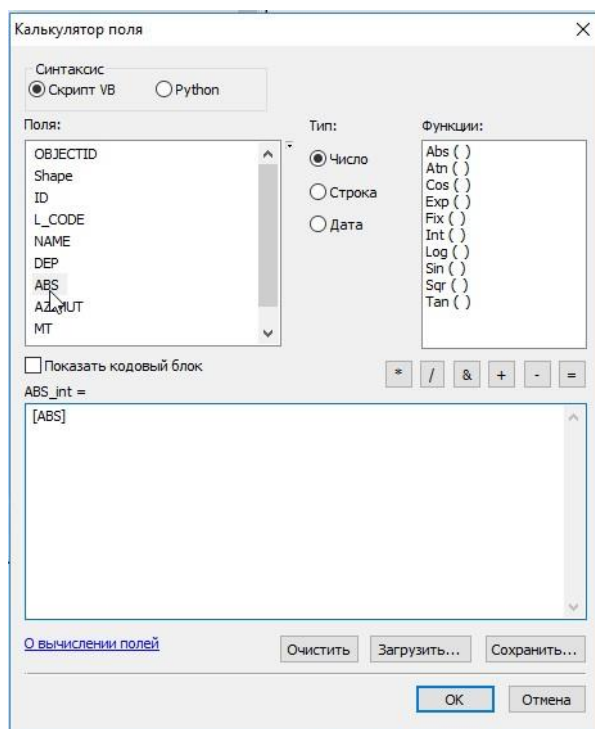 Калькулятор поля
Синтаксис
Скрипт VB
Python
Поля:
Тип:
Функции:
OBJECTID
Shape
ID
L_CODE
NAME
DEP
ABS
AZIMUT
MT
Число
Строка
Дата
Abs ( )
Atn ( )
Cos ( )
Exp ( )
Fix ( )
Int ( )
Log ( )
Sin ( )
Sqr ( )
Tan ( )
Показать кодовый блок
* / & + - =
ABS_int =
[ABS]
О вычислении полей
Очистить
Загрузить...
Сохранить...
OK
Отмена